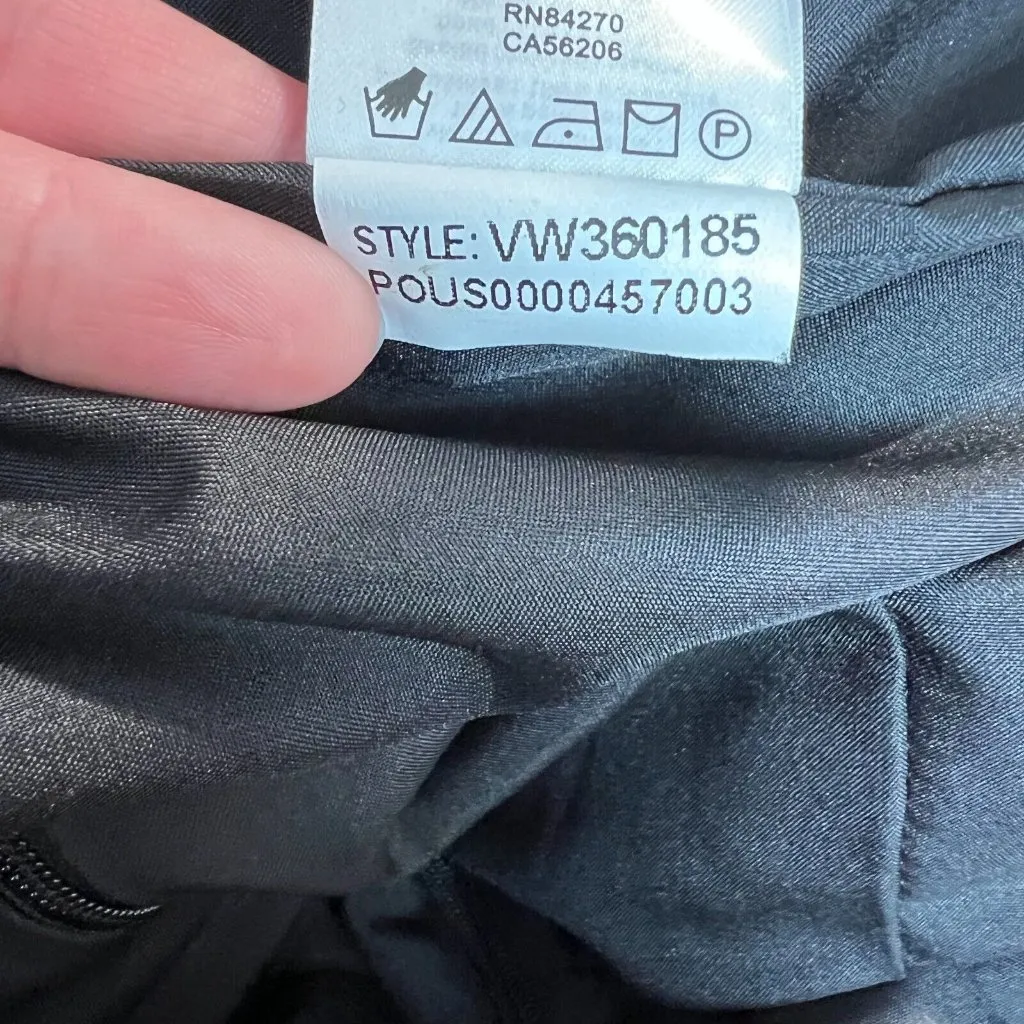 RN84270
CA56206
P
STYLE: VW360185
POUS0000457003